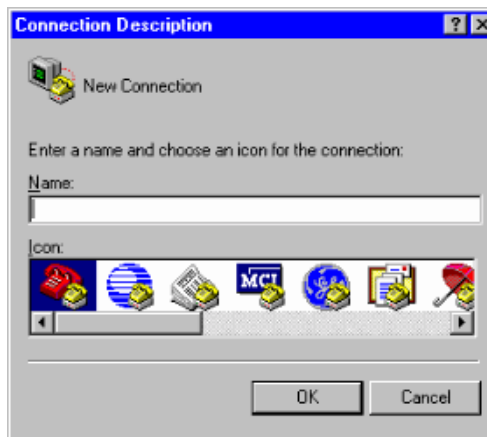 Connection Description
New Connection
Enter a name and choose an icon for the connection:
Name:
Icon:
MCI
OK
Cancel